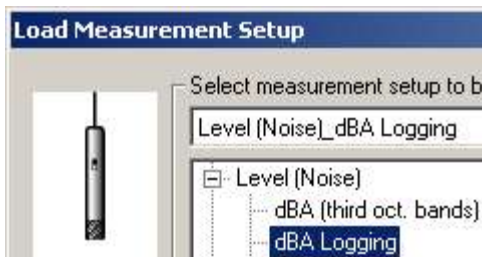 Load Measurement Setup
Select measurement setup to b
Level (Noise)_dBA Logging
Level (Noise)
dBA (third oct. bands)
dBA Logging